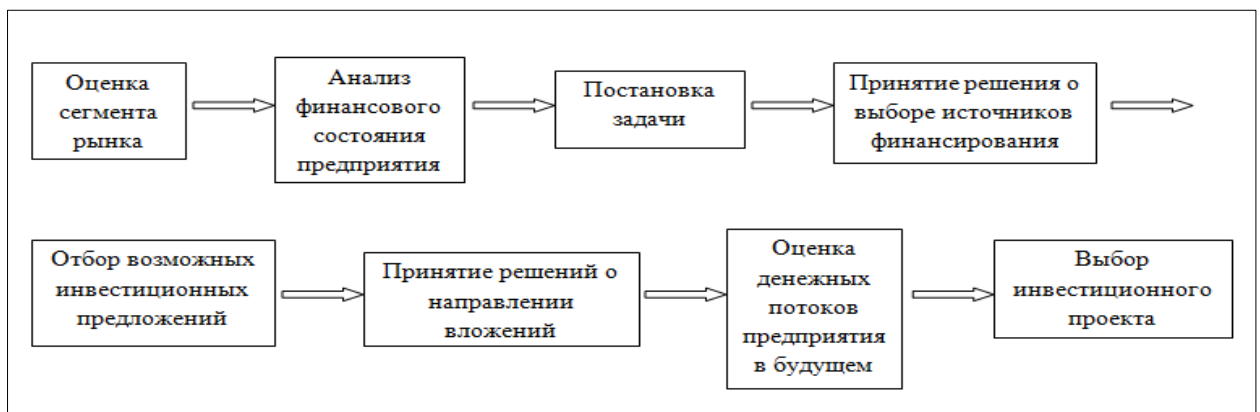 Оценка
сегмента
рынка
Анализ
финансового
состояния
предприятия
Постановка
задачи
Принятие решения о
выборе источников
финансирования
Отбор возможных
инвестиционных
предложений
Принятие решений о
направлении
вложений
Оценка
денежных
потоков
предприятия
в будущем
Выбор
инвестиционного
проекта